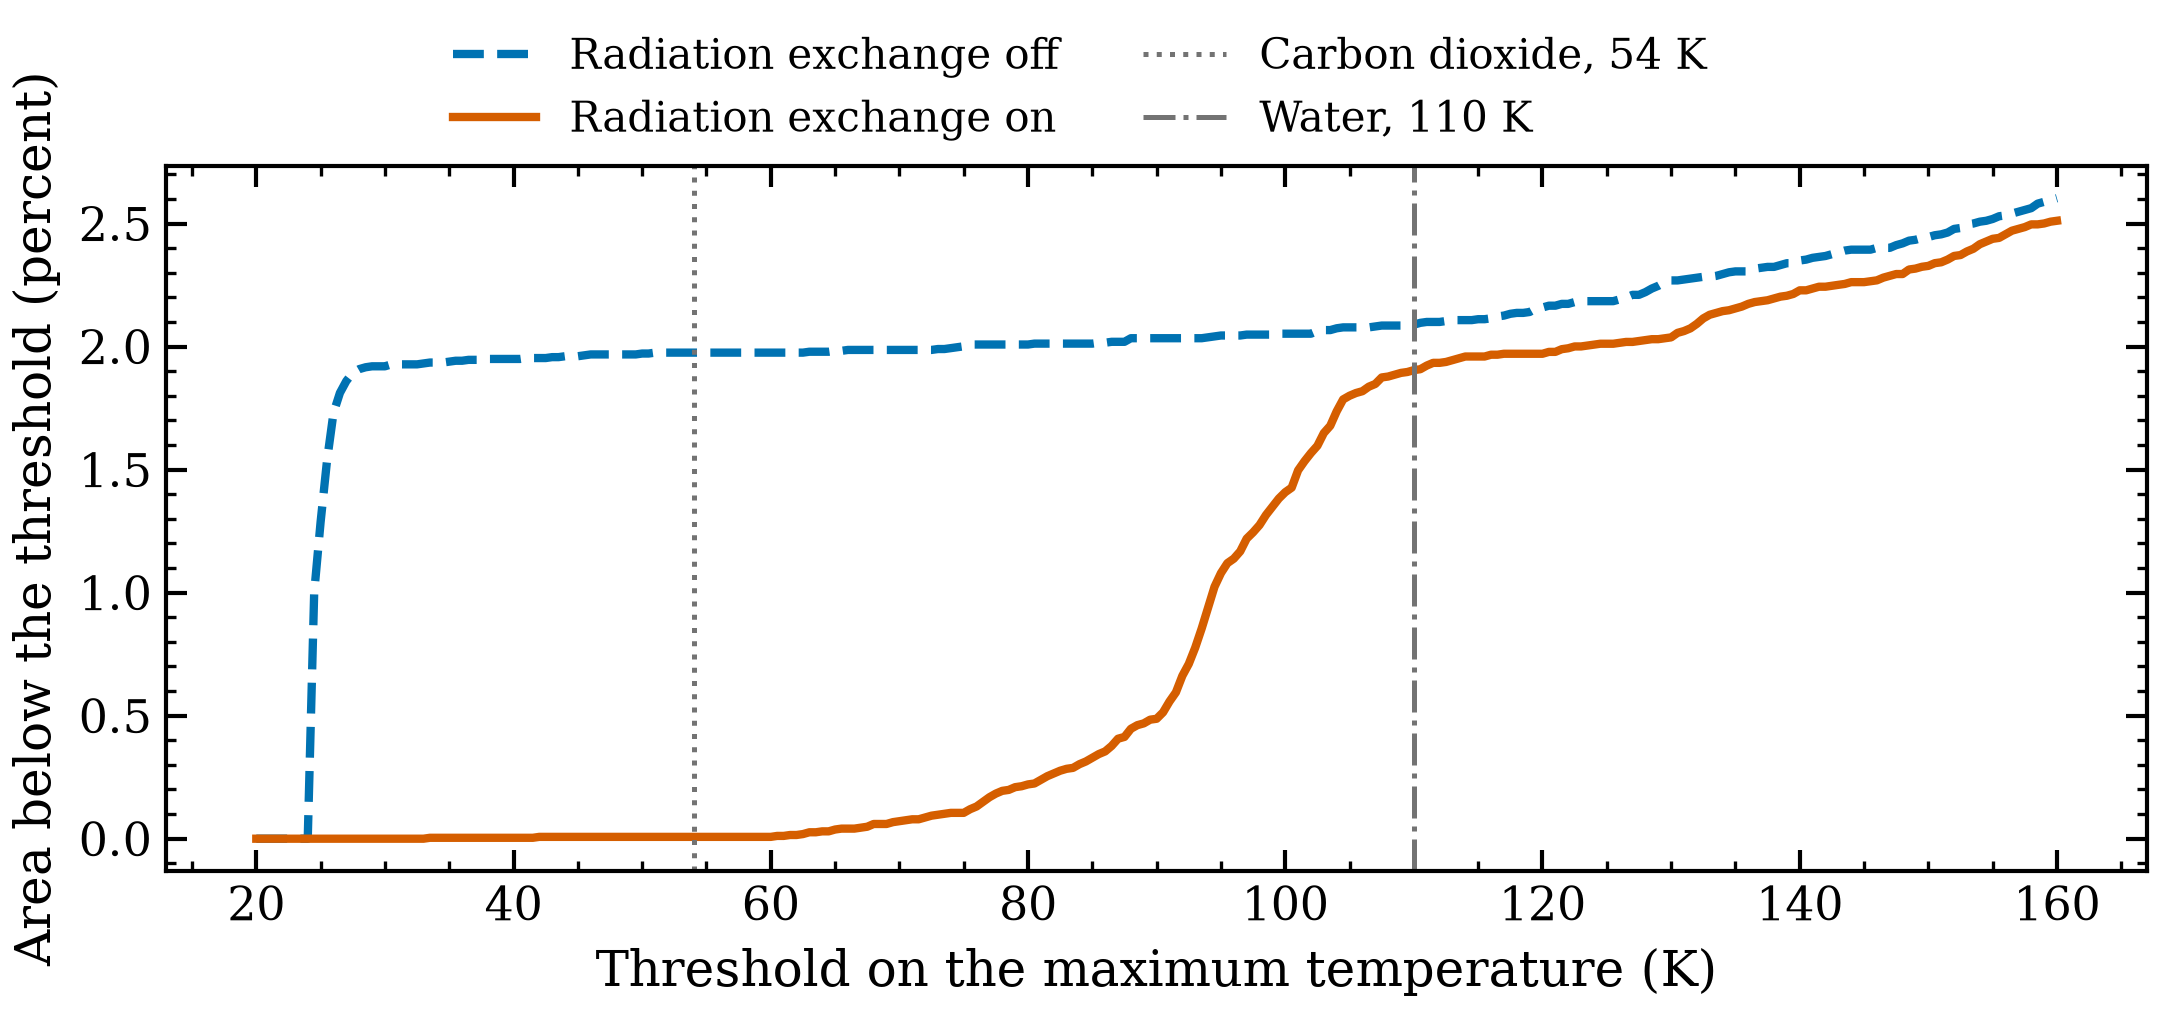 Radiation exchange off
Radiation exchange on
Carbon dioxide, 54 K
Water, 110 K
Area below the threshold (percent)
2.5
2.0
1.5
1.0
0.5
0.0
20 40 60 80 100 120 140 160
Threshold on the maximum temperature (K)